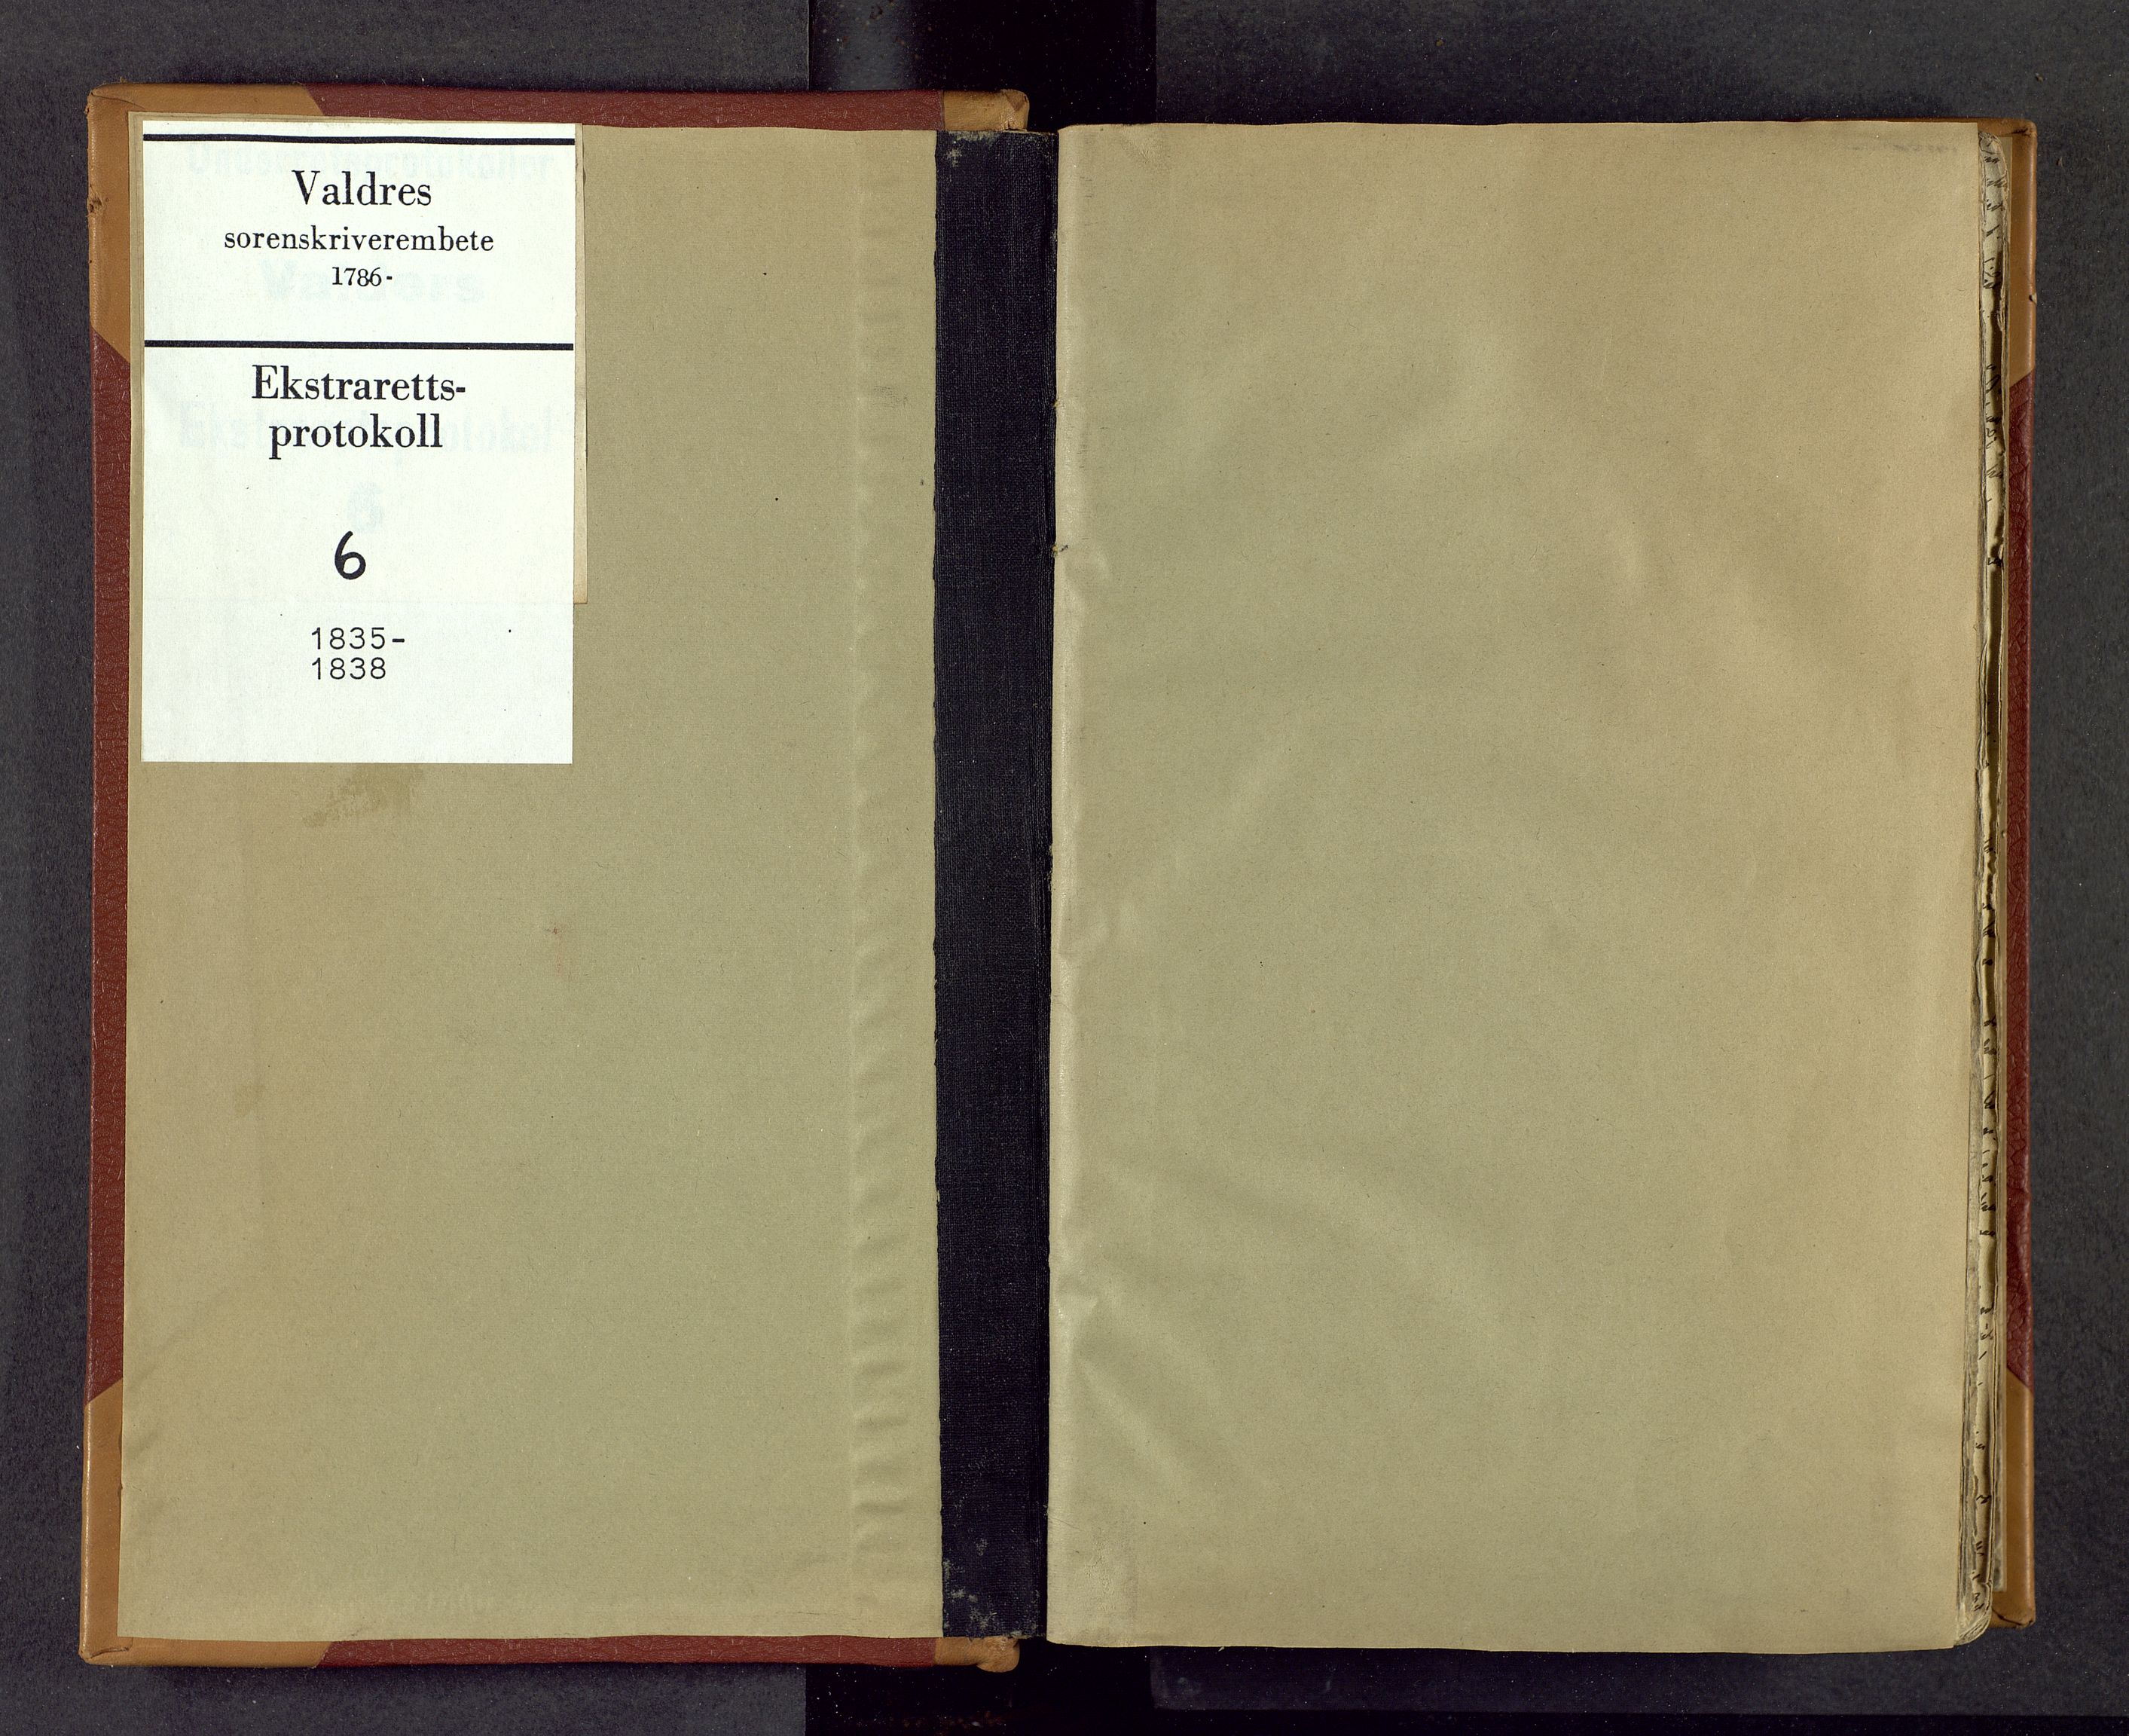 Valdres
sorenskriverembete
1786-
Ekstraretts-
protokoll
6
1835-
1838